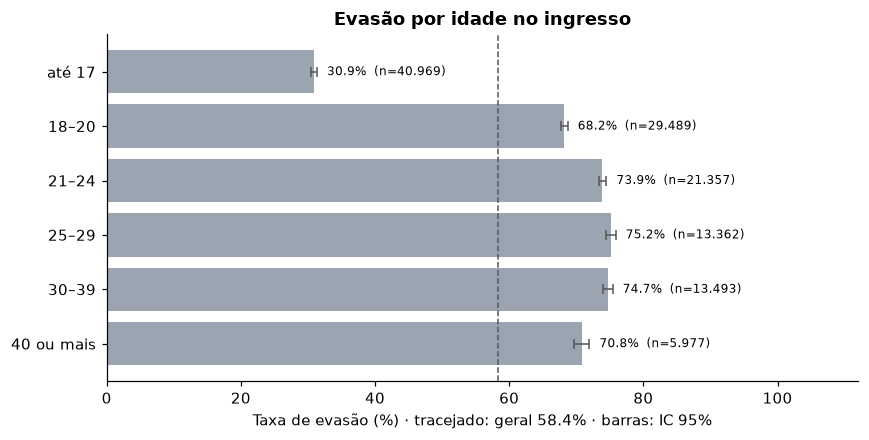 Evasão por idade no ingresso
até 17
30.9% (n=40.969)
18–20
68.2% (n=29.489)
21–24
73.9% (n=21.357)
25–29
75.2% (n=13.362)
30–39
74.7% (n=13.493)
40 ou mais
70.8% (n=5.977)
0 20 40 60 80 100
Taxa de evasão (%) · tracejado: geral 58.4% · barras: IC 95%